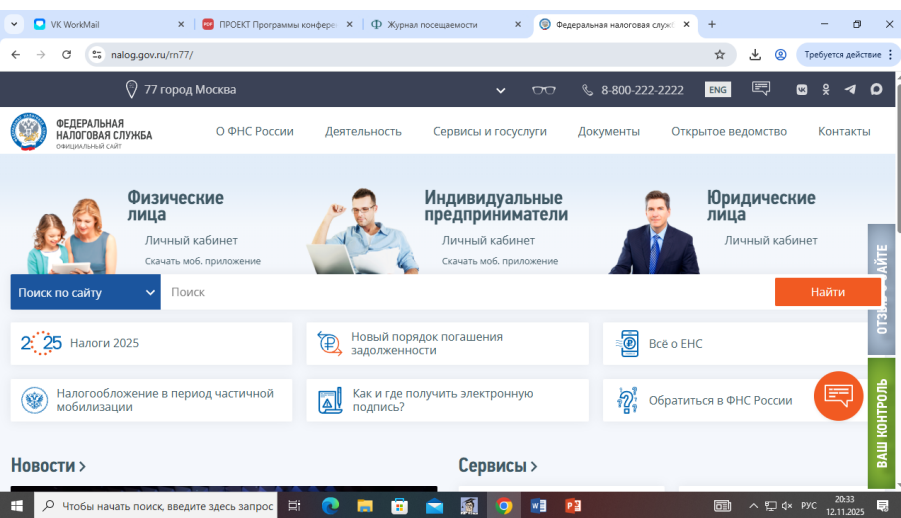 VK WorkMail
ПРОЕКТ Программы конфере
Журнал посещаемости
Федеральная налоговая служб
nalog.gov.ru/rn77/
Требуется действие
77 город Москва
8-800-222-2222
ENG
ФЕДЕРАЛЬНАЯ
НАЛОГОВАЯ СЛУЖБА
ОФИЦИАЛЬНЫЙ САЙТ
О ФНС России
Деятельность
Сервисы и госуслуги
Документы
Открытое ведомство
Контакты
Физические
лица
Личный кабинет
Скачать моб. приложение
Индивидуальные
предприниматели
Личный кабинет
Скачать моб. приложение
Юридические
лица
Личный кабинет
Поиск по сайту
Поиск
Найти
2025 Налоги 2025
Новый порядок погашения
задолженности
Всё о ЕНС
Налогообложение в период частичной
мобилизации
Как и где получить электронную
подпись?
Обратиться в ФНС России
ВАШ КОНТРОЛЬ
Новости >
Сервисы >
Чтобы начать поиск, введите здесь запрос
РУС
20:33
12.11.2025